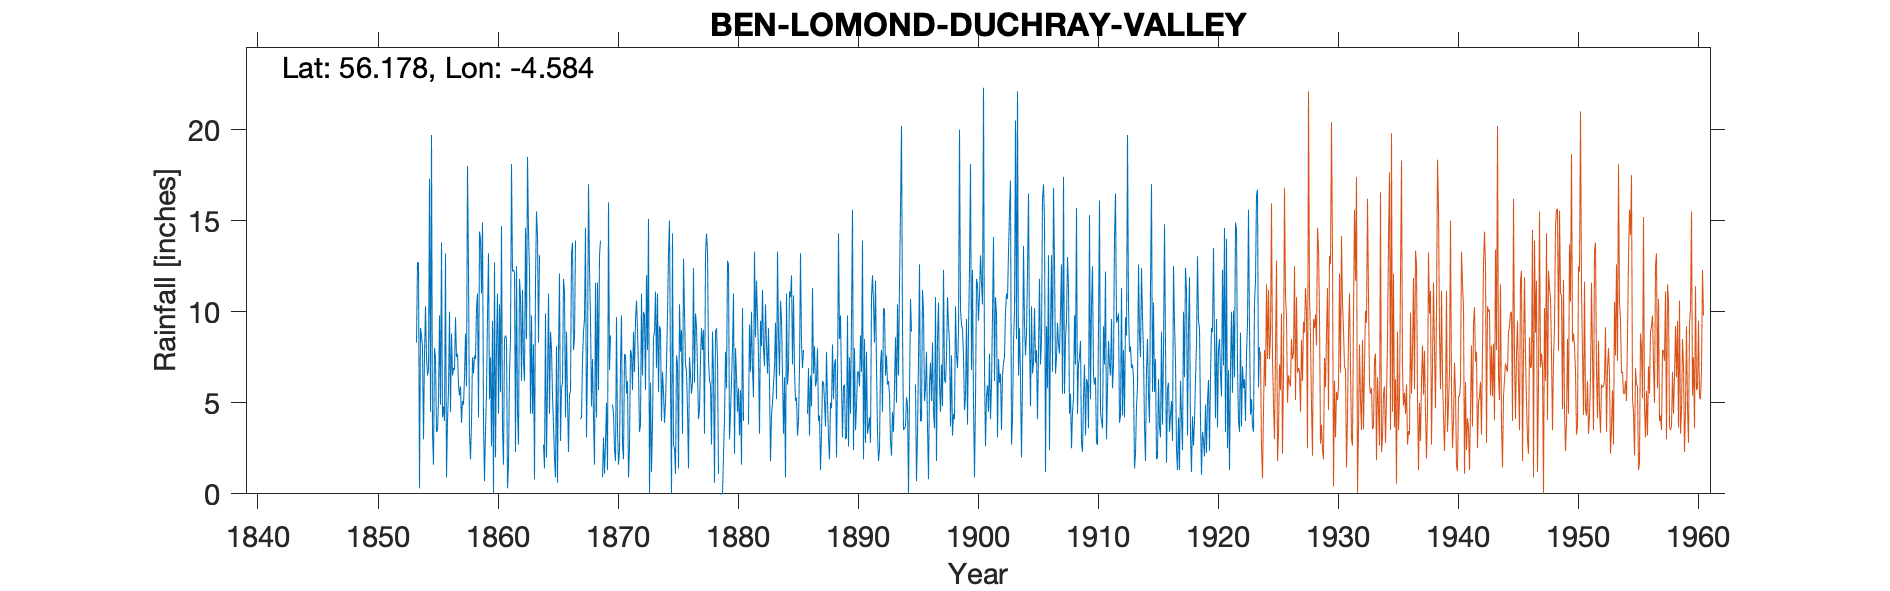 BEN-LOMOND-DUCHRAY-VALLEY
Lat: 56.178, Lon: -4.584
Rainfall [inches]
20
15
10
5
0
1840 1850 1860 1870 1880 1890 1900 1910 1920 1930 1940 1950 1960
Year